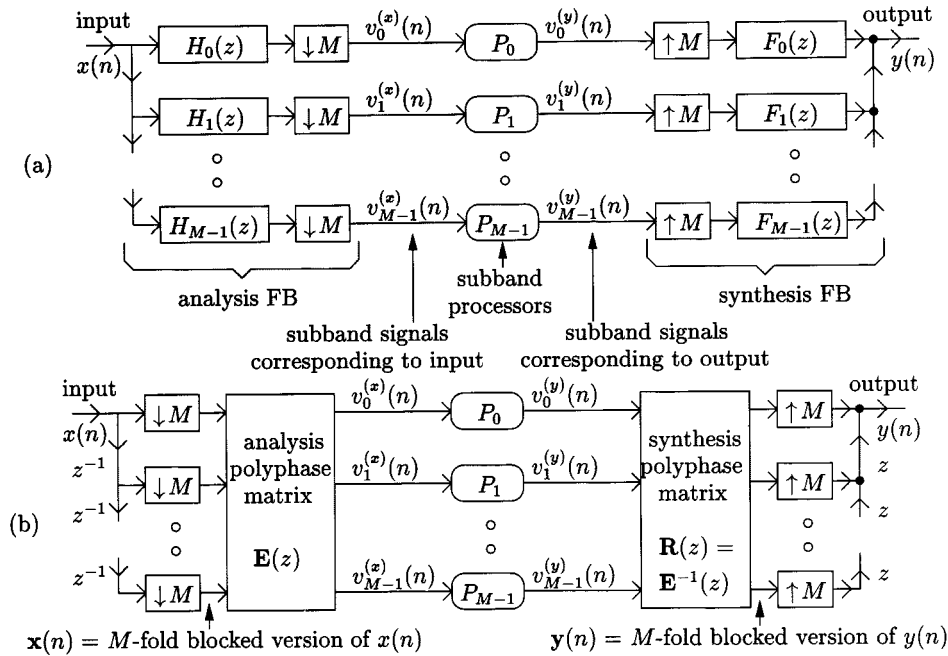 input
x(n)
H_0(z)
↓M
v_0^{(x)}(n)
P_0
v_0^{(y)}(n)
↑M
F_0(z)
output
y(n)
H_1(z)
↓M
v_1^{(x)}(n)
P_1
v_1^{(y)}(n)
↑M
F_1(z)
(a)
H_{M-1}(z)
↓M
v_{M-1}^{(x)}(n)
P_{M-1}
v_{M-1}^{(y)}(n)
↑M
F_{M-1}(z)
analysis FB
subband
processors
synthesis FB
subband signals
corresponding to input
subband signals
corresponding to output
input
x(n)
↓M
v_0^{(x)}(n)
P_0
v_0^{(y)}(n)
↑M
output
y(n)
z^{-1}
z^{-1}
↓M
analysis
polyphase
matrix
E(z)
v_1^{(x)}(n)
P_1
v_1^{(y)}(n)
synthesis
polyphase
matrix
R(z) =
E^{-1}(z)
↑M
z
z
(b)
z^{-1}
↓M
v_{M-1}^{(x)}(n)
P_{M-1}
v_{M-1}^{(y)}(n)
↑M
z
x(n) = M-fold blocked version of x(n)
y(n) = M-fold blocked version of y(n)